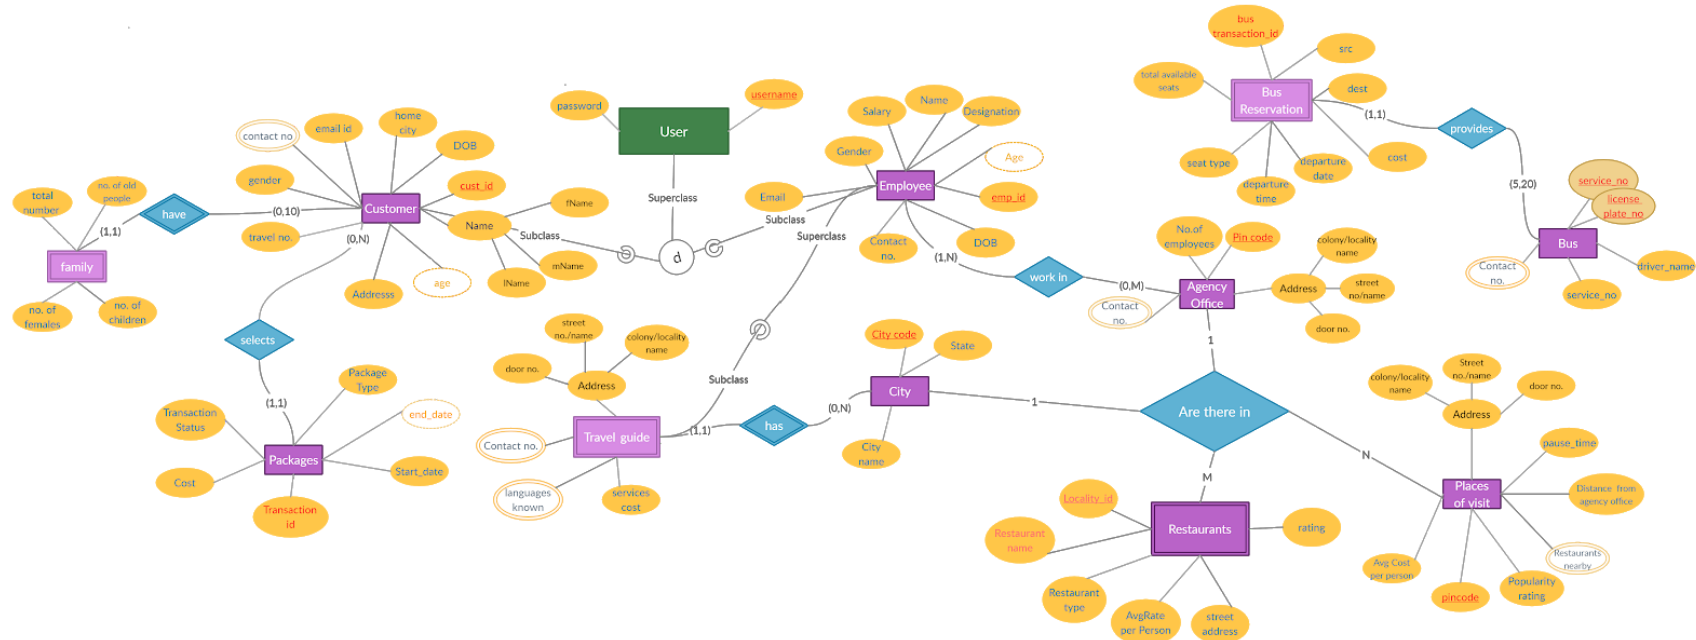 bus
transaction_id
src
total available
seats
Bus
Reservation
dest
(1,1)
provides
seat type
departure
time
departure
date
cost
(5,20)
service_no
license_
plate_no
Bus
Contact
no.
driver_name
service_no
password
username
User
Superclass
d
Subclass
Subclass
Superclass
Subclass
Salary
Name
Designation
Gender
Age
Employee
Email
emp_id
Contact
no.
DOB
(1,N)
work in
(0,M)
No.of
employees
Pin code
colony/locality
name
Agency
Office
Address
street
no/name
Contact
no.
door no.
1
contact no
email id
home
city
DOB
gender
cust_id
Customer
Name
fName
mName
lName
travel no.
Addresss
age
(0,10)
(0,N)
have
total
number
no. of old
people
(1,1)
family
no. of
females
no. of
children
selects
(1,1)
Package
Type
Transaction
Status
end_date
Packages
Start_date
Cost
Transaction
id
street
no./name
colony/locality
name
door no.
Address
Travel guide
Contact no.
languages
known
services
cost
(1,1)
has
(0,N)
City code
State
City
City
name
1
Are there in
N
M
Locality_id
Restaurant
name
Restaurants
rating
Restaurant
type
AvgRate
per Person
street
address
colony/locality
name
Street
no./name
door no.
Address
pause_time
Places
of visit
Distance from
agency office
Restaurants
nearby
Avg Cost
per person
pincode
Popularity
rating